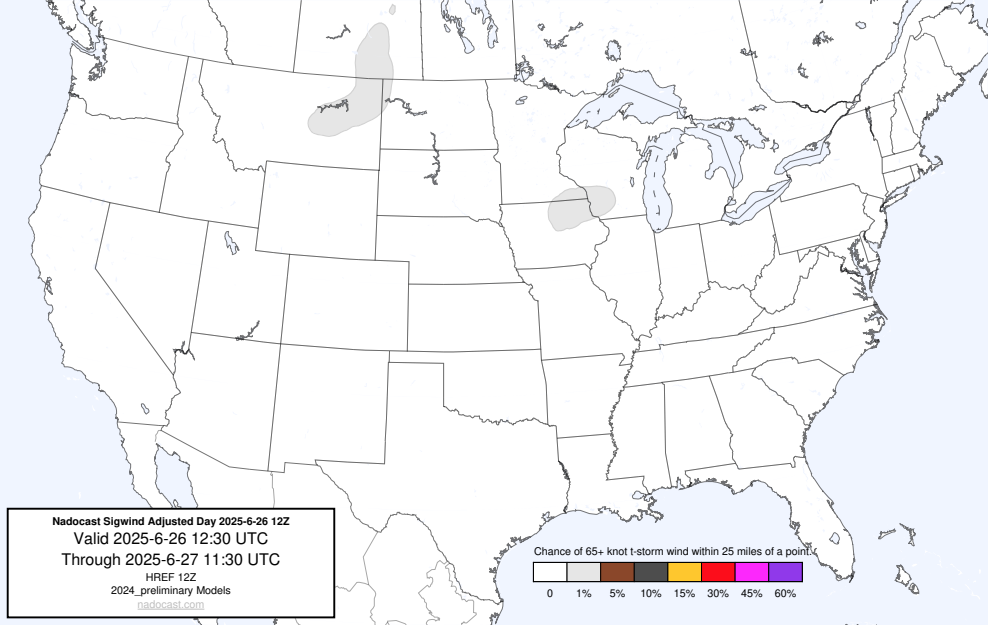 Nadocast Sigwind Adjusted Day 2025-6-26 12Z
Valid 2025-6-26 12:30 UTC
Through 2025-6-27 11:30 UTC
HREF 12Z
2024_preliminary Models
nadocast.com
Chance of 65+ knot t-storm wind within 25 miles of a point.
0 1% 5% 10% 15% 30% 45% 60%